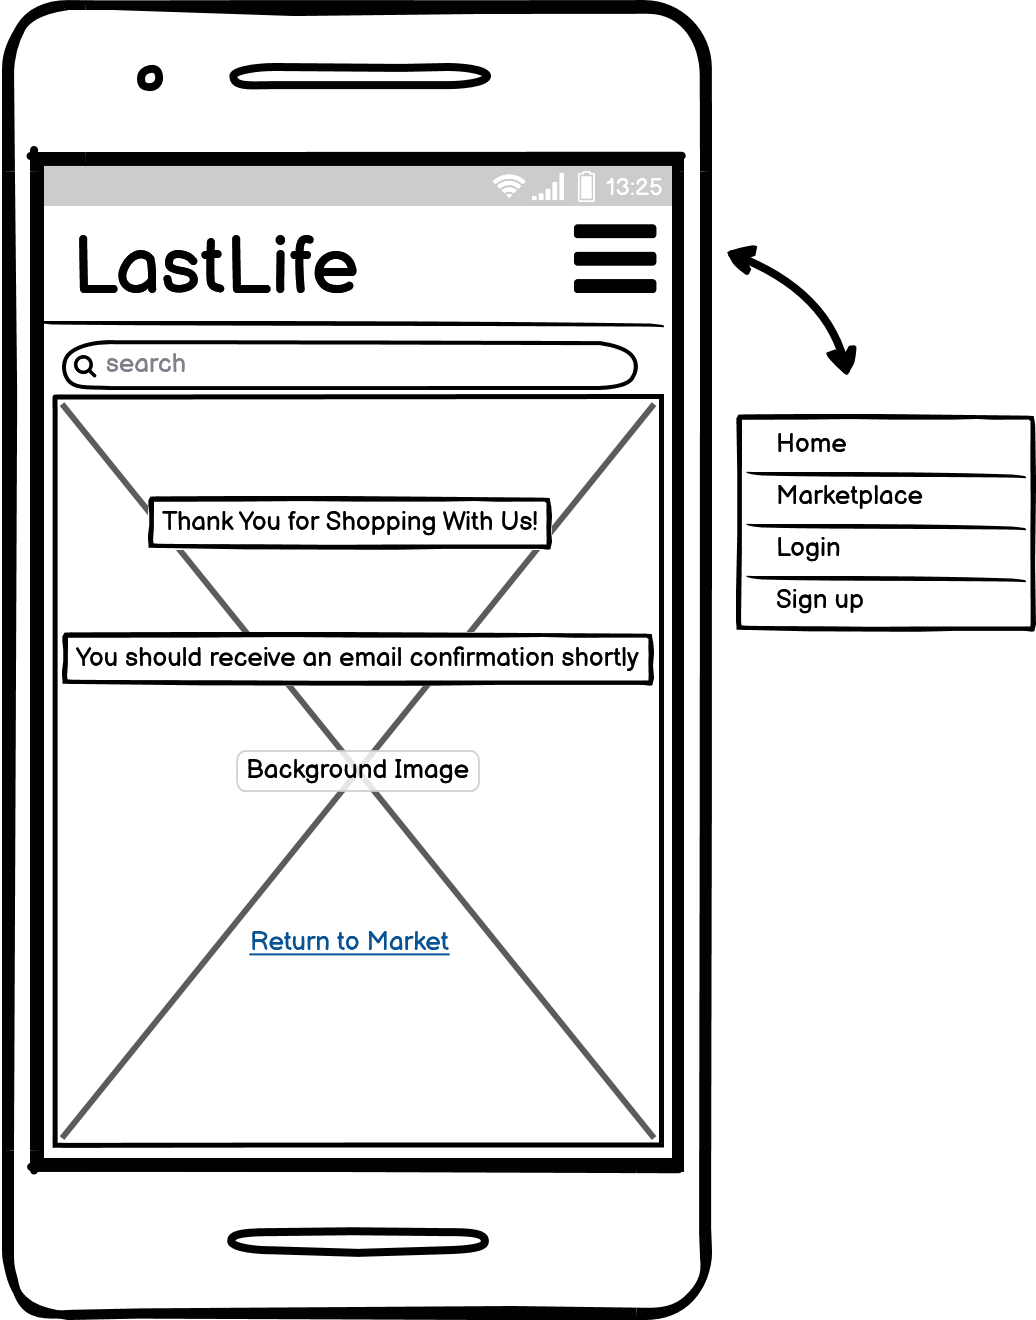 13:25
LastLife
search
Thank You for Shopping With Us!
You should receive an email confirmation shortly
Background Image
Return to Market
Home
Marketplace
Login
Sign up